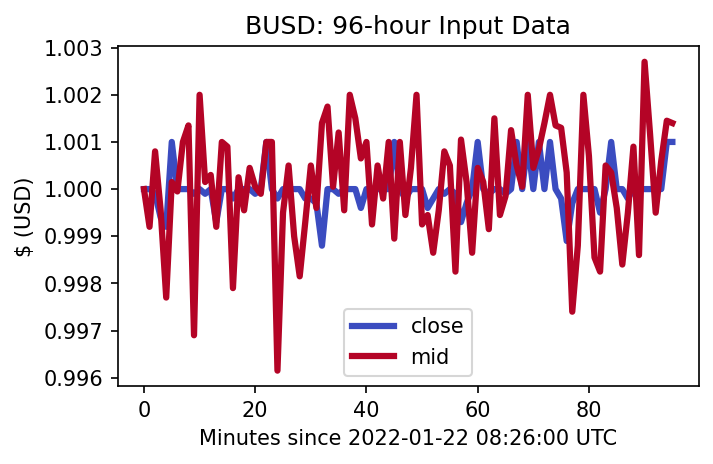 BUSD: 96-hour Input Data
1.003
1.002
1.001
1.000
0.999
0.998
0.997
0.996
$ (USD)
close
mid
0 20 40 60 80
Minutes since 2022-01-22 08:26:00 UTC